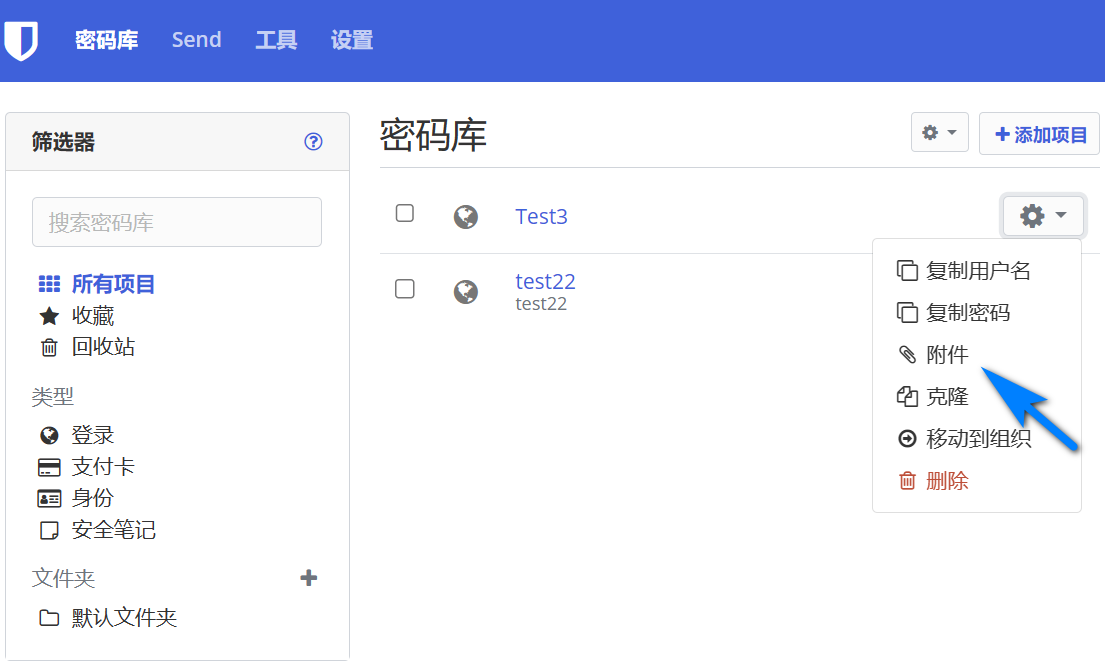 密码库 Send 工具 设置
筛选器
搜索密码库
所有项目
收藏
回收站
类型
登录
支付卡
身份
安全笔记
文件夹
默认文件夹
密码库
添加项目
Test3
test22
test22
复制用户名
复制密码
附件
克隆
移动到组织
删除